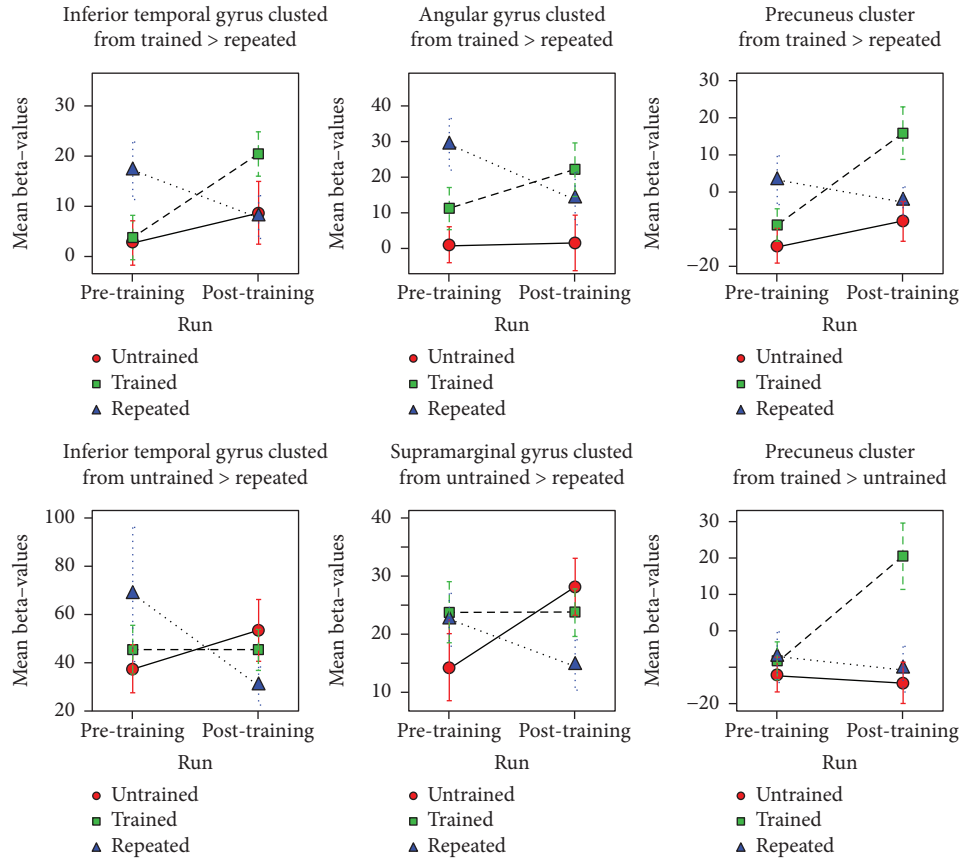 Inferior temporal gyrus clusted
from trained > repeated
Mean beta–values
30
20
10
0
Pre-training Post-training
Run
Untrained
Trained
Repeated
Angular gyrus clusted
from trained > repeated
Mean beta–values
40
30
20
10
0
Pre-training Post-training
Run
Untrained
Trained
Repeated
Precuneus cluster
from trained > repeated
Mean beta–values
30
20
10
0
−20
Pre-training Post-training
Run
Untrained
Trained
Repeated
Inferior temporal gyrus clusted
from untrained > repeated
Mean beta–values
100
80
60
40
20
Pre-training Post-training
Run
Untrained
Trained
Repeated
Supramarginal gyrus clusted
from untrained > repeated
Mean beta–values
40
30
20
10
Pre-training Post-training
Run
Untrained
Trained
Repeated
Precuneus cluster
from trained > untrained
Mean beta–values
30
20
10
0
−20
Pre-training Post-training
Run
Untrained
Trained
Repeated